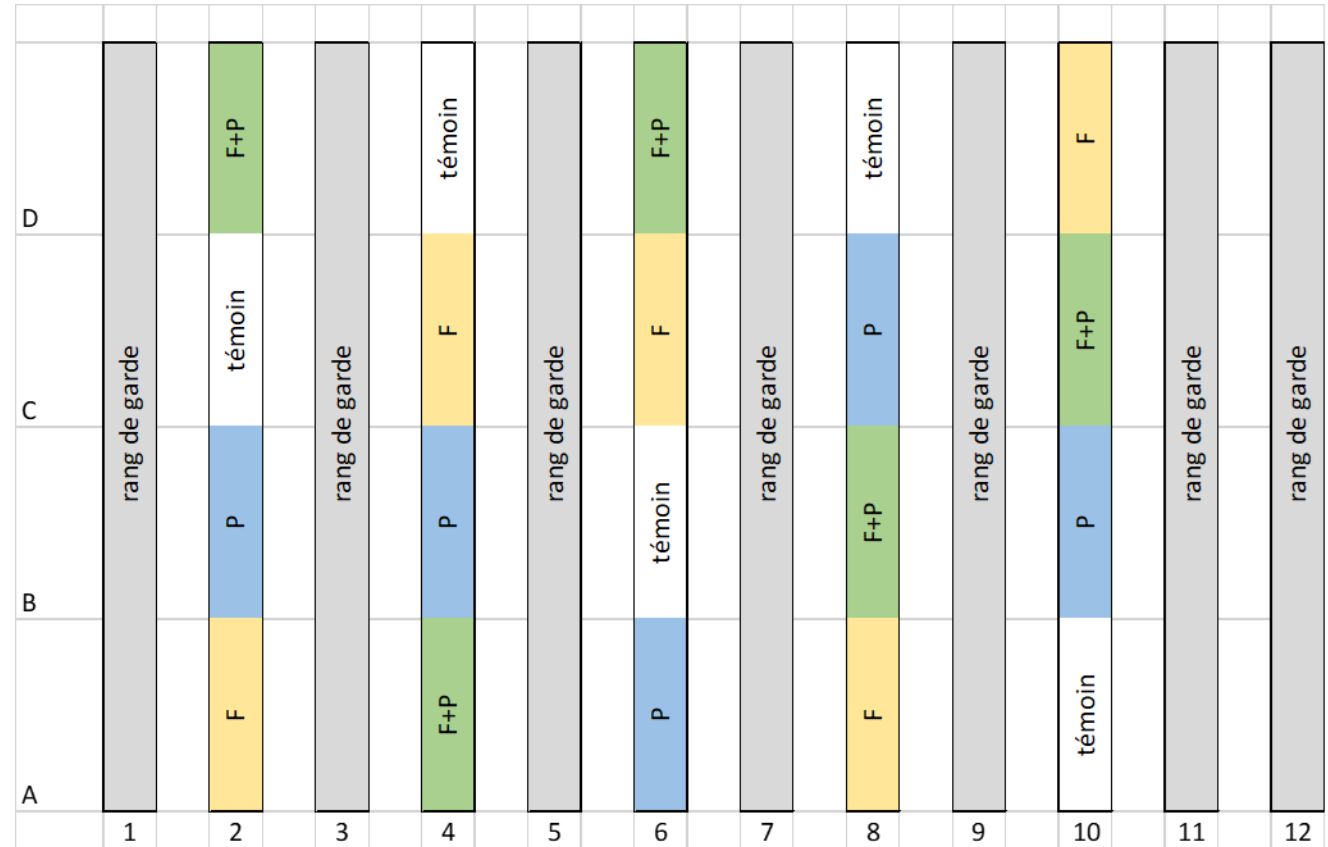 D
C
B
A
rang de garde
F+P
témoin
P
F
rang de garde
témoin
F
P
F+P
rang de garde
F+P
F
témoin
P
rang de garde
témoin
P
F+P
F
rang de garde
F
F+P
P
témoin
rang de garde
rang de garde
1 2 3 4 5 6 7 8 9 10 11 12